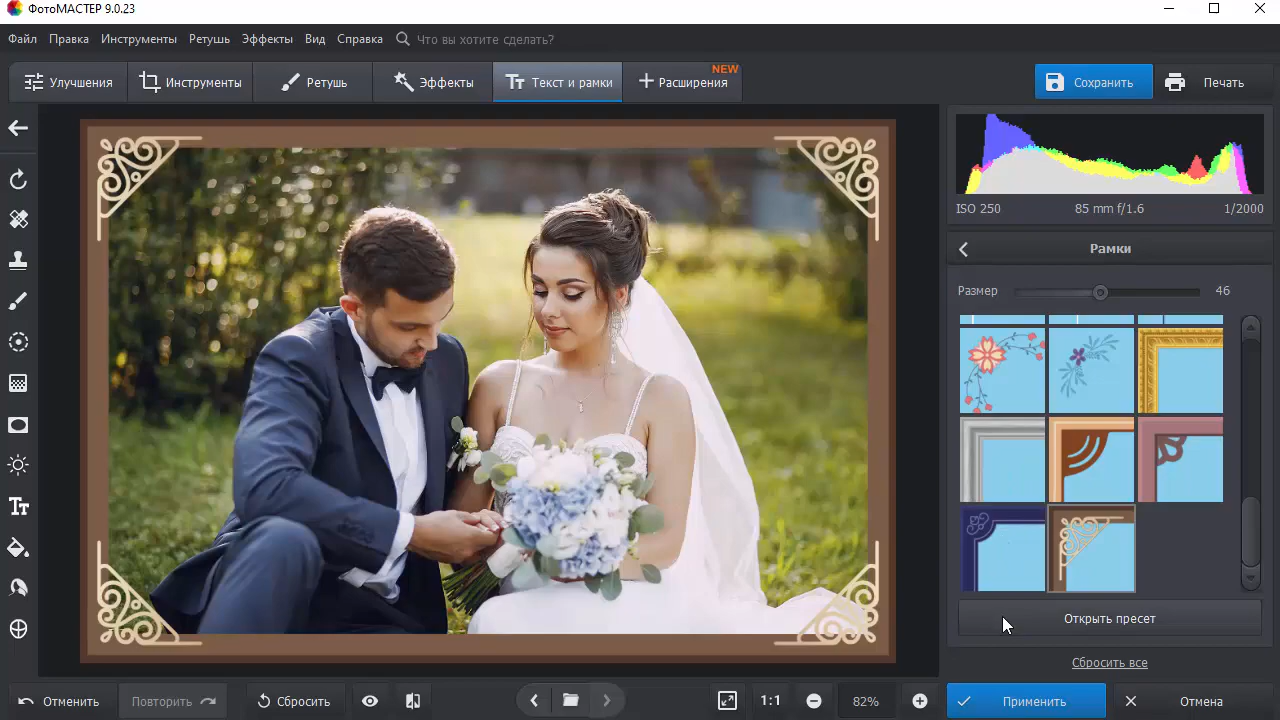 ФотоМАСТЕР 9.0.23
Файл Правка Инструменты Ретушь Эффекты Вид Справка Что вы хотите сделать?
Улучшения Инструменты Ретушь Эффекты Текст и рамки Расширения NEW Сохранить Печать
ISO 250 85 mm f/1.6 1/2000
Рамки
Размер 46
Открыть пресет
Сбросить все
Отменить Повторить Сбросить 1:1 82% Применить Отмена